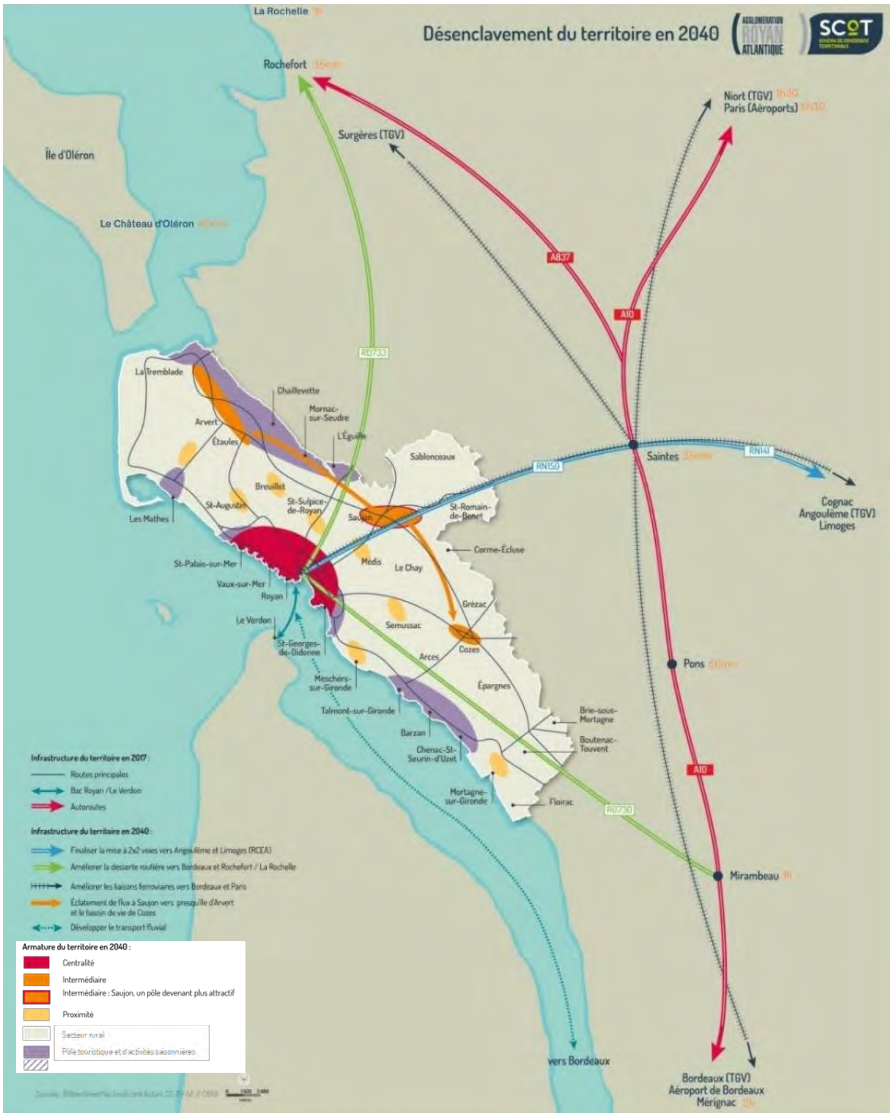 La Rochelle 1h
Désenclavement du territoire en 2040
AGGLOMÉRATION
ROYAN
ATLANTIQUE
SCOT
SCHÉMA DE COHÉRENCE
TERRITORIALE
Rochefort 35min
Niort (TGV) 1h20
Paris (Aéroports)
Surgères (TGV)
Île d'Oléron
Le Château d'Oléron
A837
A10
RD733
La Tremblade
Chaillevette
Mornac-
sur-Seudre
Arvert
L'Éguille
Étaules
Sablonceaux
RN150
Saintes 35min
RN141
Breuillet
St-Sulpice-
de-Royan
St-Augustin
Saujon
St-Romain-
de-Benet
Cognac
Angoulême (TGV)
Limoges
Les Mathes
Corme-Écluse
St-Palais-sur-Mer
Médis
Le Chay
Vaux-sur-Mer
Royan
Grézac
Le Verdon
Semussac
St-Georges-
de-Didonne
Cozes
Arces
Pons
Meschers-
sur-Gironde
Épargnes
Talmont-sur-Gironde
Brie-sous-
Mortagne
Barzan
Boutenac-
Touvent
Chenac-St-
Seurin-d'Uzet
A10
Mortagne-
sur-Gironde
Floirac
RD730
Mirambeau 1h
Infrastructure du territoire en 2017 :
Routes principales
Bac Royan / Le Verdon
Autoroutes
Infrastructure du territoire en 2040 :
Finaliser la mise à 2x2 voies vers Angoulême et Limoges (RCEA)
Améliorer la desserte routière vers Bordeaux et Rochefort / La Rochelle
Améliorer les liaisons ferroviaires vers Bordeaux et Paris
Éclatement de flux à Saujon vers presqu'île d'Arvert
et le bassin de vie de Cozes
Développer le transport fluvial
Armature du territoire en 2040 :
Centralité
Intermédiaire
Intermédiaire : Saujon, un pôle devenant plus attractif
Proximité
Secteur rural
Pôle touristique et d'activités saisonnières
vers Bordeaux
Bordeaux (TGV)
Aéroport de Bordeaux
Mérignac